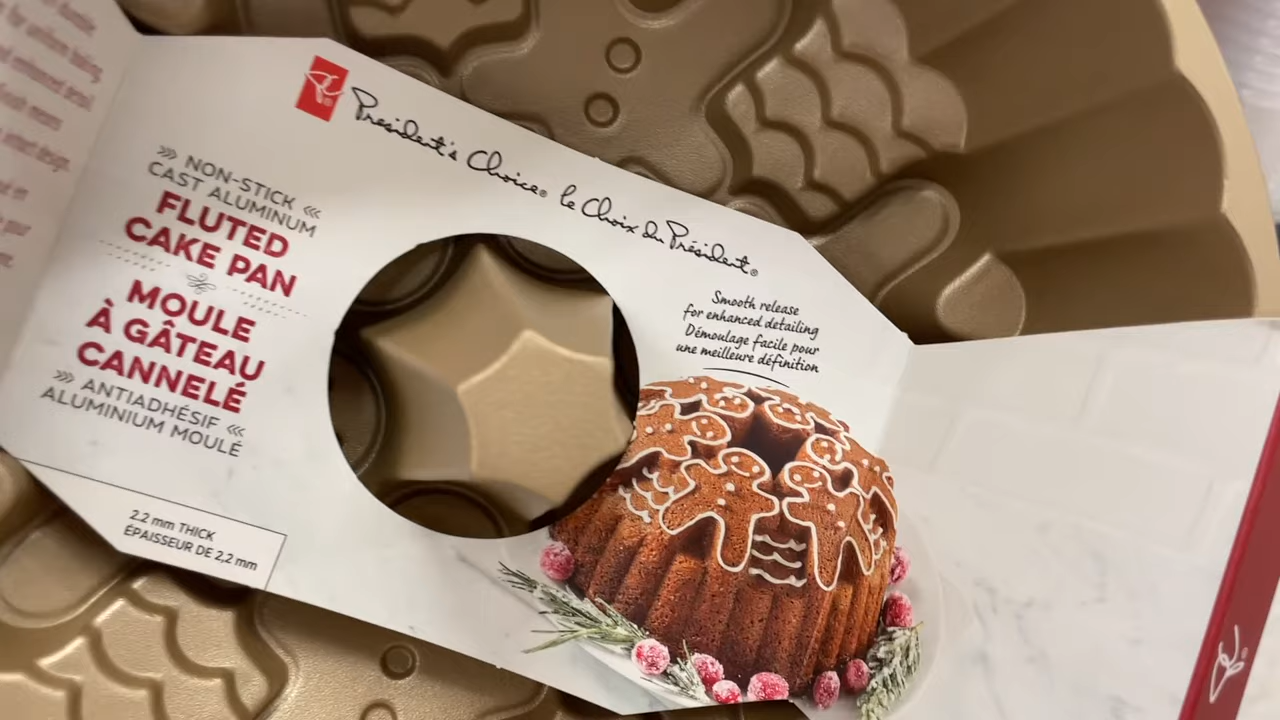 President's Choice® le Choix du Président®
NON-STICK
CAST ALUMINUM
FLUTED
CAKE PAN
MOULE
À GÂTEAU
CANNELÉ
ANTIADHÉSIF
ALUMINIUM MOULÉ
2.2 mm THICK
ÉPAISSEUR DE 2,2 mm
Smooth release
for enhanced detailing
Démoulage facile pour
une meilleure définition